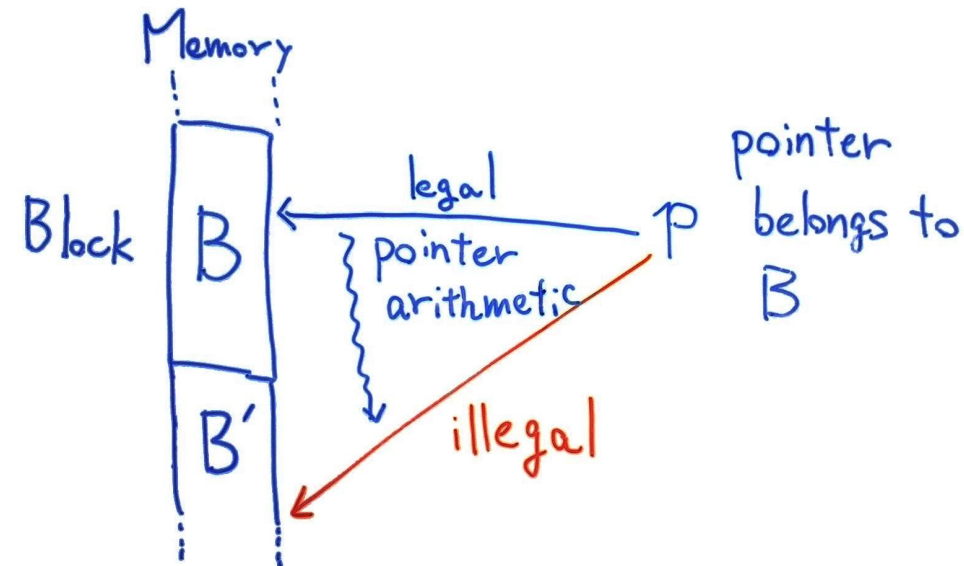 Memory
Block
B
B′
legal
pointer
arithmetic
illegal
p
pointer
belongs to
B